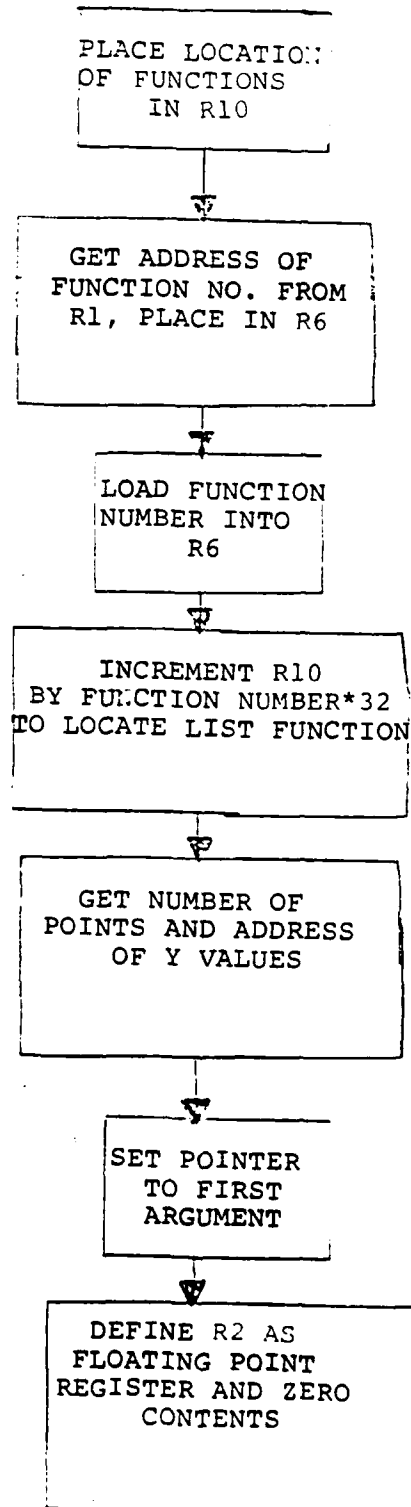 PLACE LOCATION
OF FUNCTIONS
IN R10
GET ADDRESS OF
FUNCTION NO. FROM
R1, PLACE IN R6
LOAD FUNCTION
NUMBER INTO
R6
INCREMENT R10
BY FUNCTION NUMBER*32
TO LOCATE LIST FUNCTION
GET NUMBER OF
POINTS AND ADDRESS
OF Y VALUES
SET POINTER
TO FIRST
ARGUMENT
DEFINE R2 AS
FLOATING POINT
REGISTER AND ZERO
CONTENTS